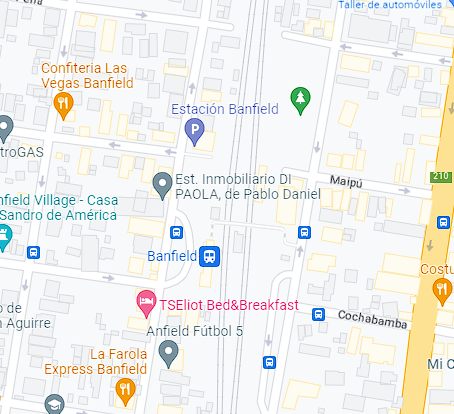 Taller de automóviles
Confiteria Las
Vegas Banfield
Estación Banfield
P
troGAS
Est. Inmobiliario DI
PAOLA, de Pablo Daniel
Maipú
210
nfield Village - Casa
Sandro de América
Banfield
Costu
TSEliot Bed&Breakfast
Cochabamba
o de
n Aguirre
Anfield Fútbol 5
La Farola
Express Banfield
Mi C